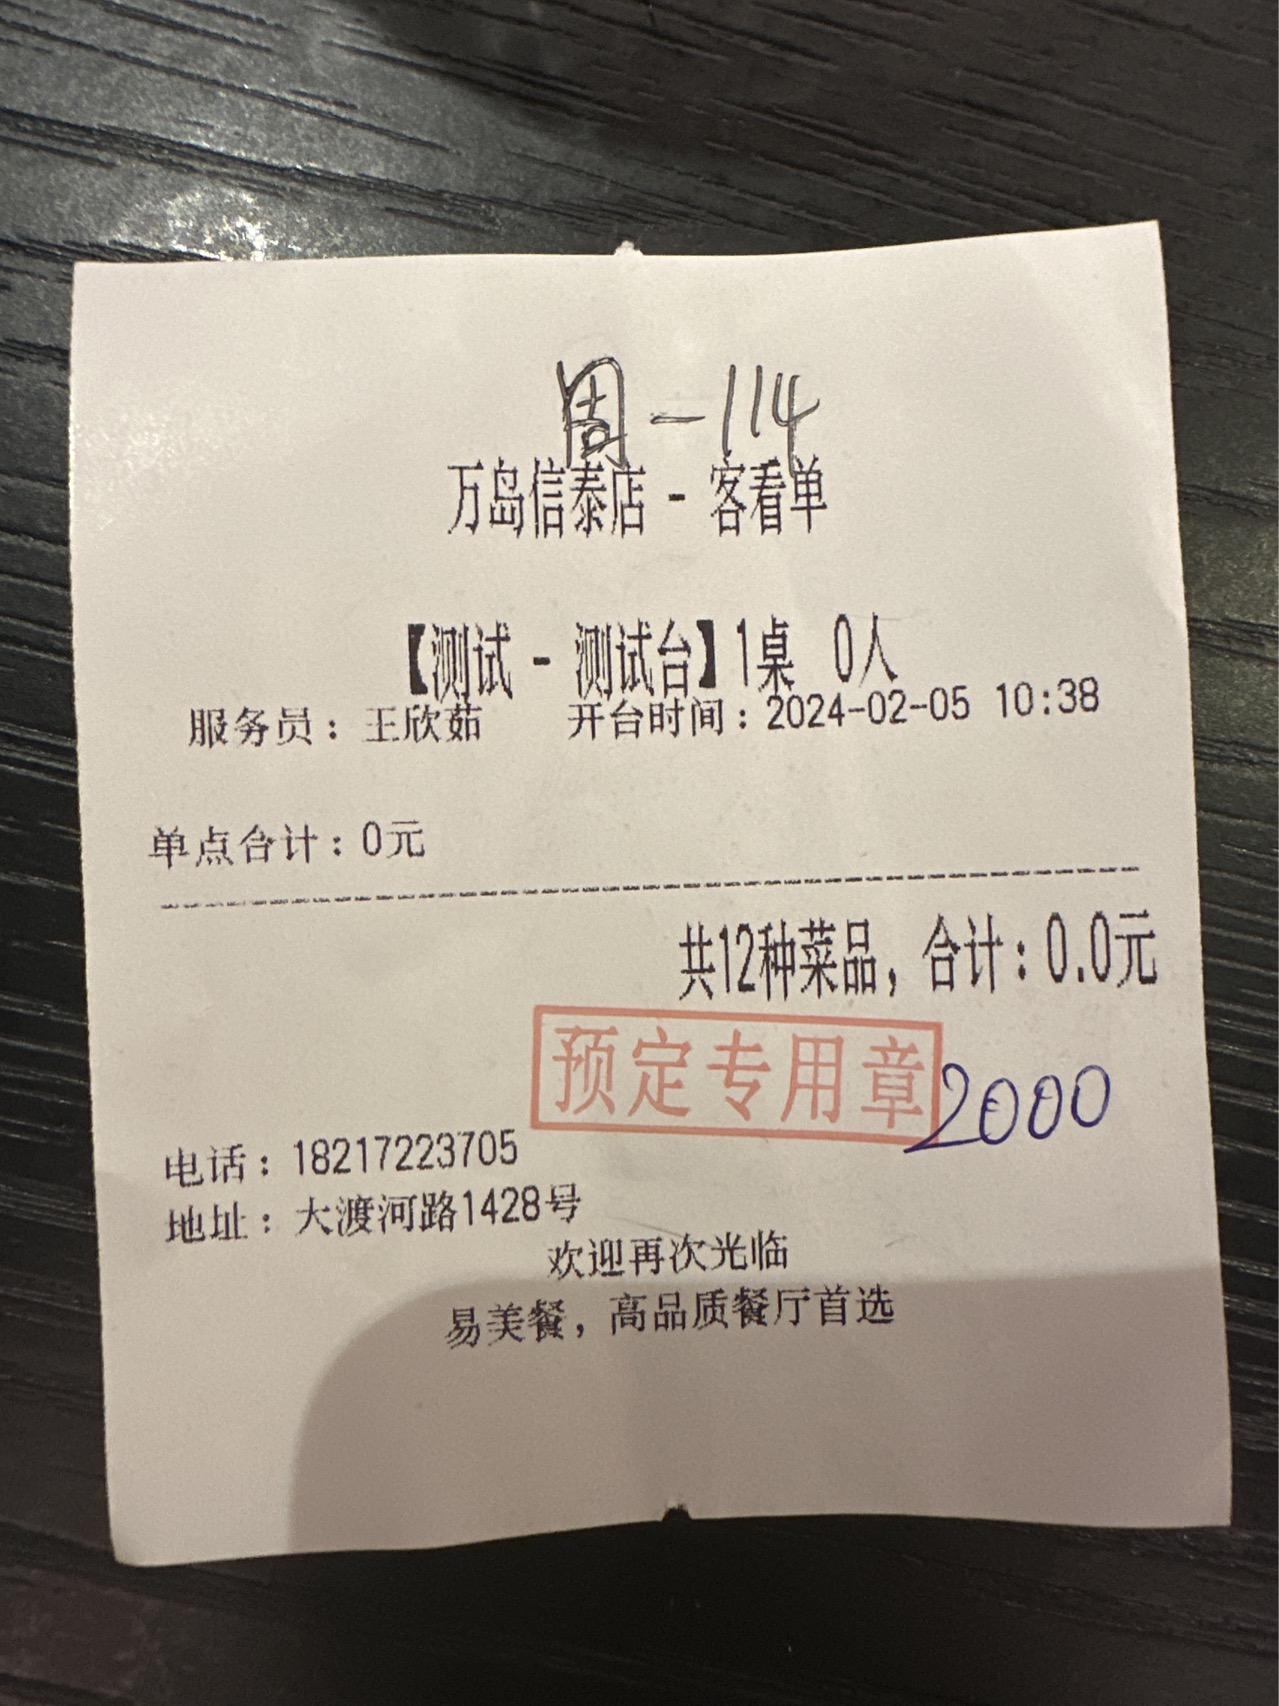 周-114
万岛信泰店 - 客看单
【测试 - 测试台】1桌 0人
服务员：王欣茹 开台时间：2024-02-05 10:38
单点合计：0元
共12种菜品，合计：0.0元
预定专用章 2000
电话：18217223705
地址：大渡河路1428号
欢迎再次光临
易美餐，高品质餐厅首选